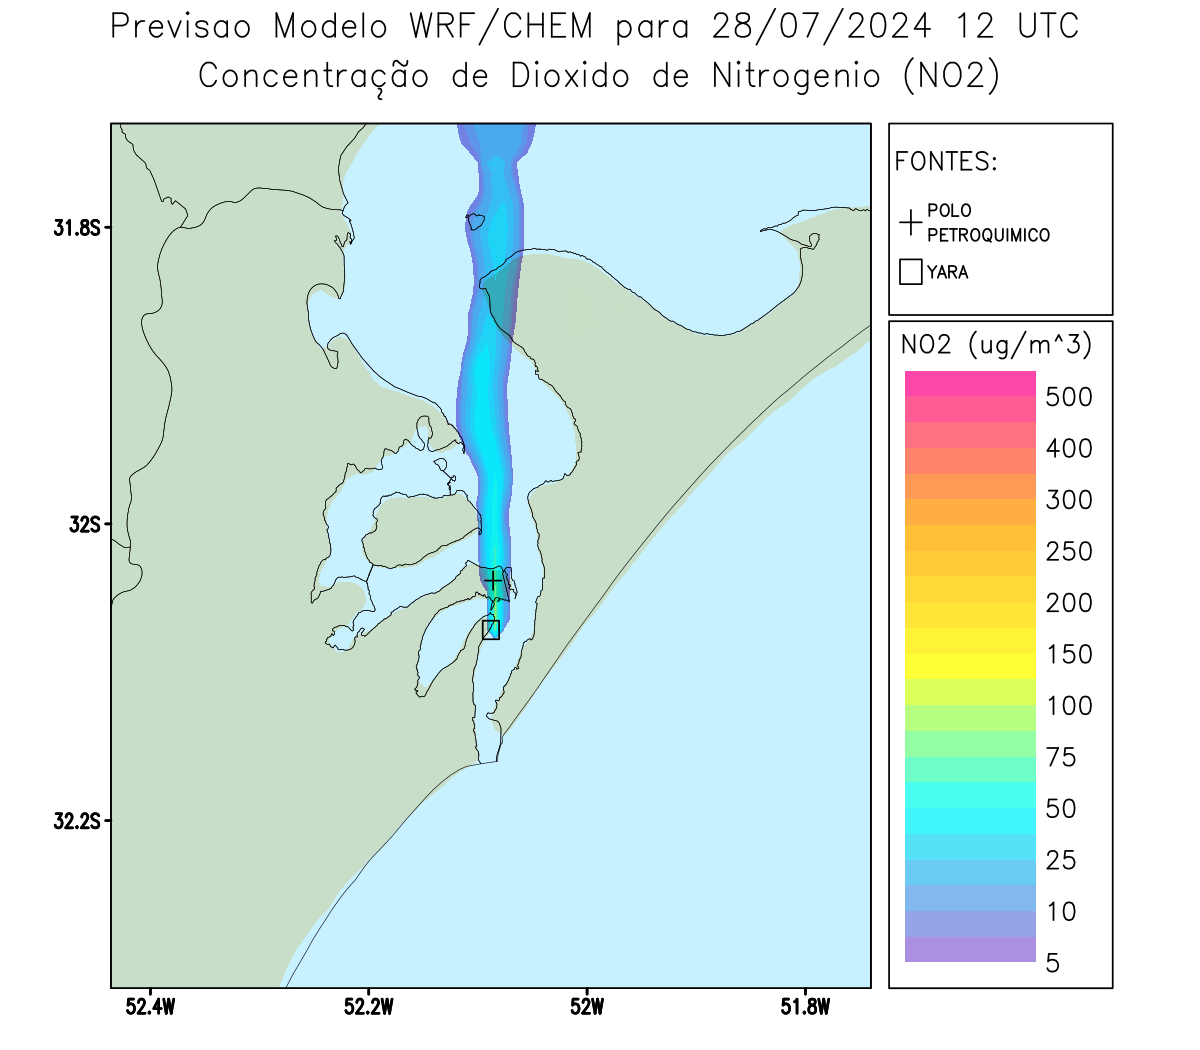 Previsao Modelo WRF/CHEM para 28/07/2024 12 UTC
Concentração de Dioxido de Nitrogenio (NO2)
FONTES:
POLO
PETROQUIMICO
YARA
31.8S
32S
32.2S
52.4W
52.2W
52W
51.8W
NO2 (ug/m^3)
500
400
300
250
200
150
100
75
50
25
10
5